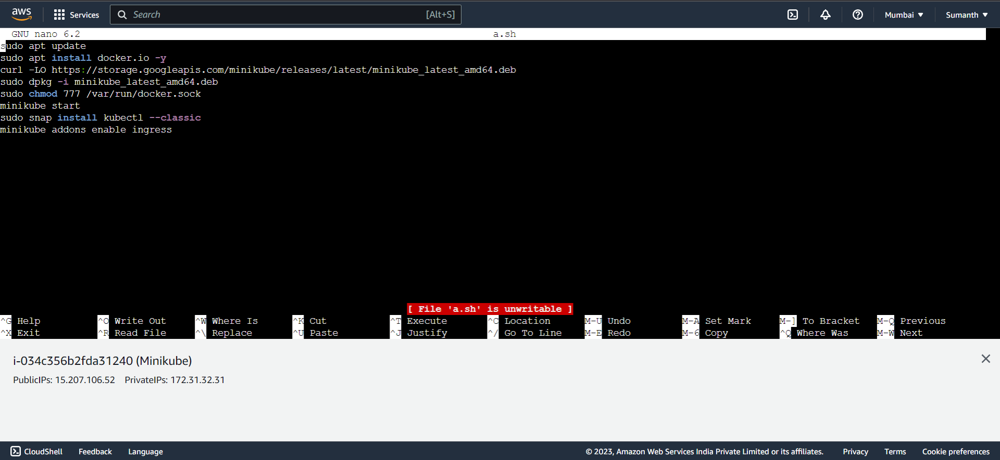 aws Services Search [Alt+S] Mumbai ▼ Sumanth ▼
GNU nano 6.2 a.sh
sudo apt update
sudo apt install docker.io -y
curl -LO https://storage.googleapis.com/minikube/releases/latest/minikube_latest_amd64.deb
sudo dpkg -i minikube_latest_amd64.deb
sudo chmod 777 /var/run/docker.sock
minikube start
sudo snap install kubectl --classic
minikube addons enable ingress
[ File 'a.sh' is unwritable ]
^G Help ^O Write Out ^W Where Is ^K Cut ^T Execute ^C Location M-U Undo M-A Set Mark M-] To Bracket M-Q Previous
^X Exit ^R Read File ^\ Replace ^U Paste ^J Justify ^/ Go To Line M-E Redo M-6 Copy ^Q Where Was M-W Next
i-034c356b2fda31240 (Minikube)
PublicIPs: 15.207.106.52 PrivateIPs: 172.31.32.31
CloudShell Feedback Language © 2023, Amazon Web Services India Private Limited or its affiliates. Privacy Terms Cookie preferences